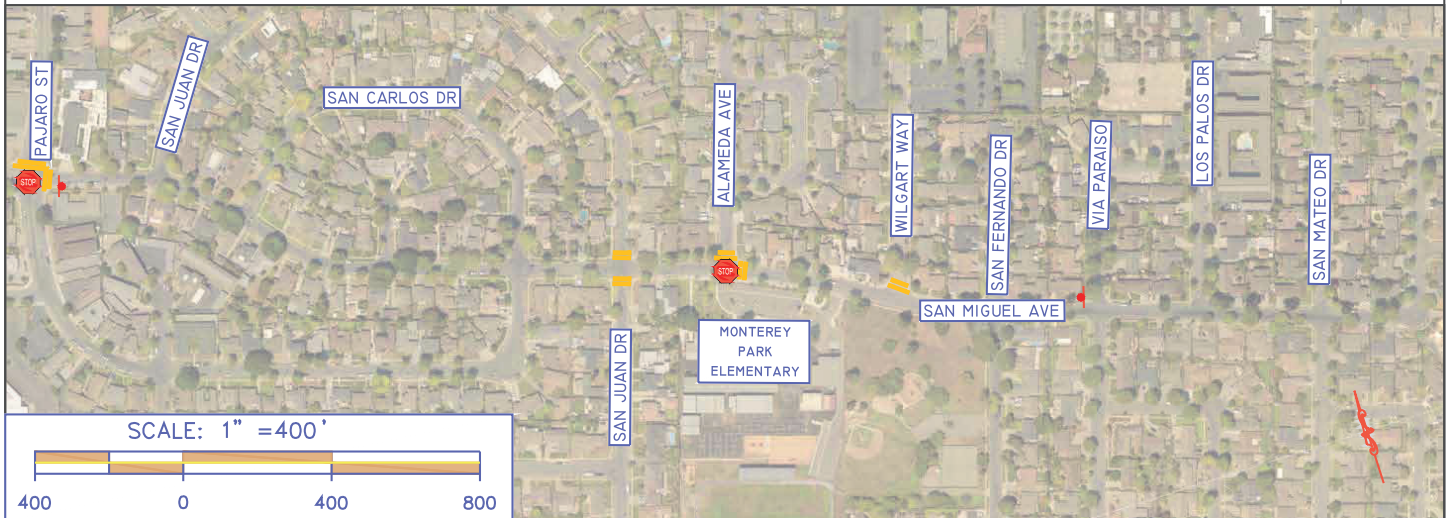 PAJARO ST
SAN JUAN DR
SAN CARLOS DR
ALAMEDA AVE
WILGART WAY
SAN FERNANDO DR
VIA PARAISO
LOS PALOS DR
SAN MATEO DR
STOP
STOP
SAN MIGUEL AVE
SAN JUAN DR
MONTEREY
PARK
ELEMENTARY
SCALE: 1" =400'
400 0 400 800